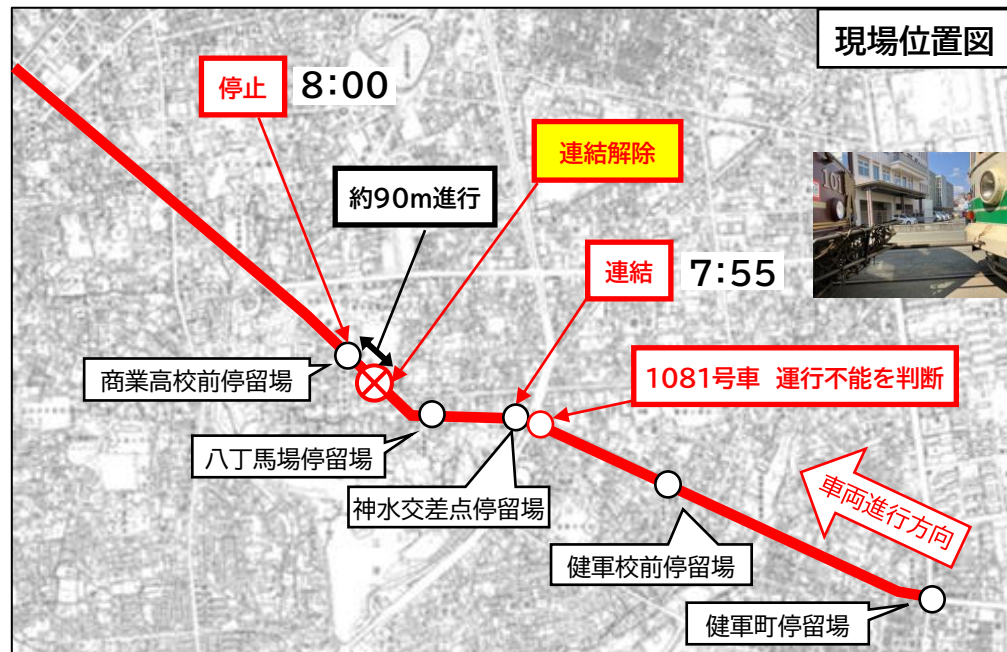 現場位置図
停止 8:00
連結解除
約90m進行
連結 7:55
101
1081号車 運行不能を判断
商業高校前停留場
八丁馬場停留場
神水交差点停留場
車両進行方向
健軍校前停留場
健軍町停留場